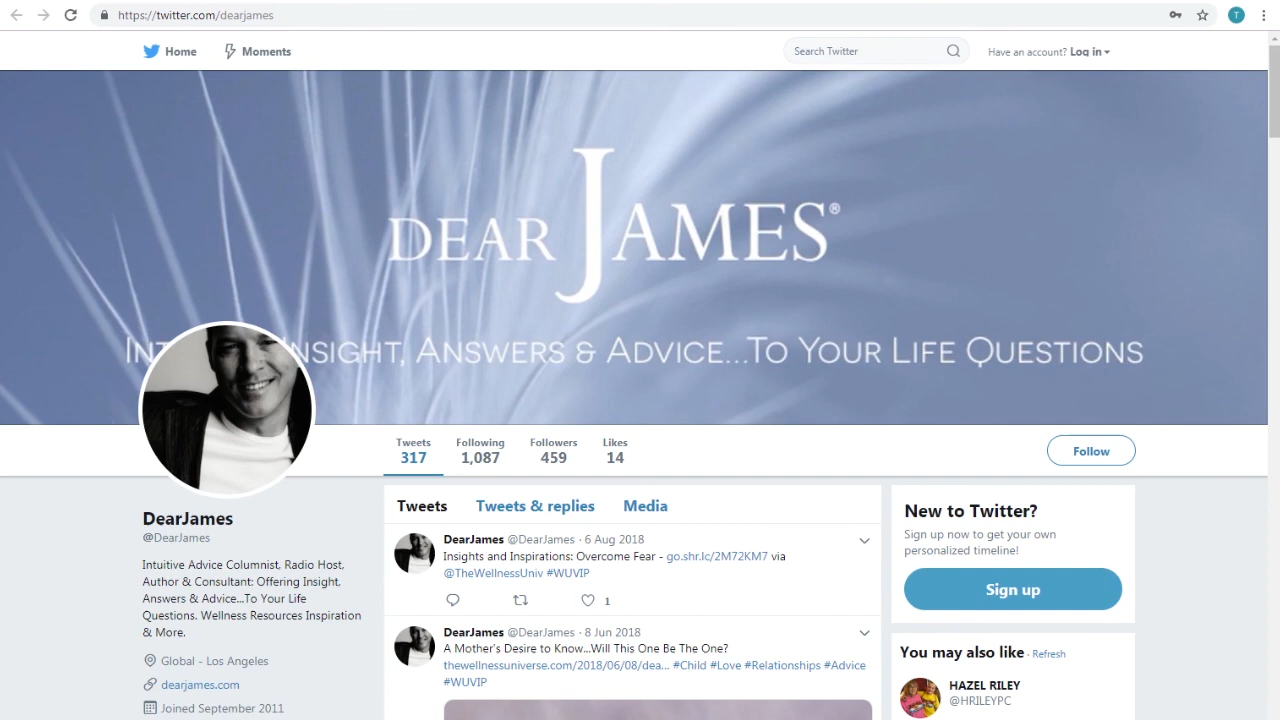 https://twitter.com/dearjames
T
Home
Moments
Search Twitter
Have an account? Log in
DEAR JAMES®
INSIGHT, ANSWERS & ADVICE...TO YOUR LIFE QUESTIONS
Tweets
Following
Followers
Likes
317
1,087
459
14
Follow
DearJames
@DearJames
Intuitive Advice Columnist, Radio Host,
Author & Consultant: Offering Insight,
Answers & Advice...To Your Life
Questions. Wellness Resources Inspiration
& More.
Global - Los Angeles
dearjames.com
Joined September 2011
Tweets
Tweets & replies
Media
DearJames @DearJames · 6 Aug 2018
Insights and Inspirations: Overcome Fear - go.shr.lc/2M72KM7 via
@TheWellnessUniv #WUVIP
1
DearJames @DearJames · 8 Jun 2018
A Mother's Desire to Know...Will This One Be The One?
thewellnessuniverse.com/2018/06/08/dea... #Child #Love #Relationships #Advice
#WUVIP
New to Twitter?
Sign up now to get your own
personalized timeline!
Sign up
You may also like · Refresh
HAZEL RILEY
@HRILEYPC